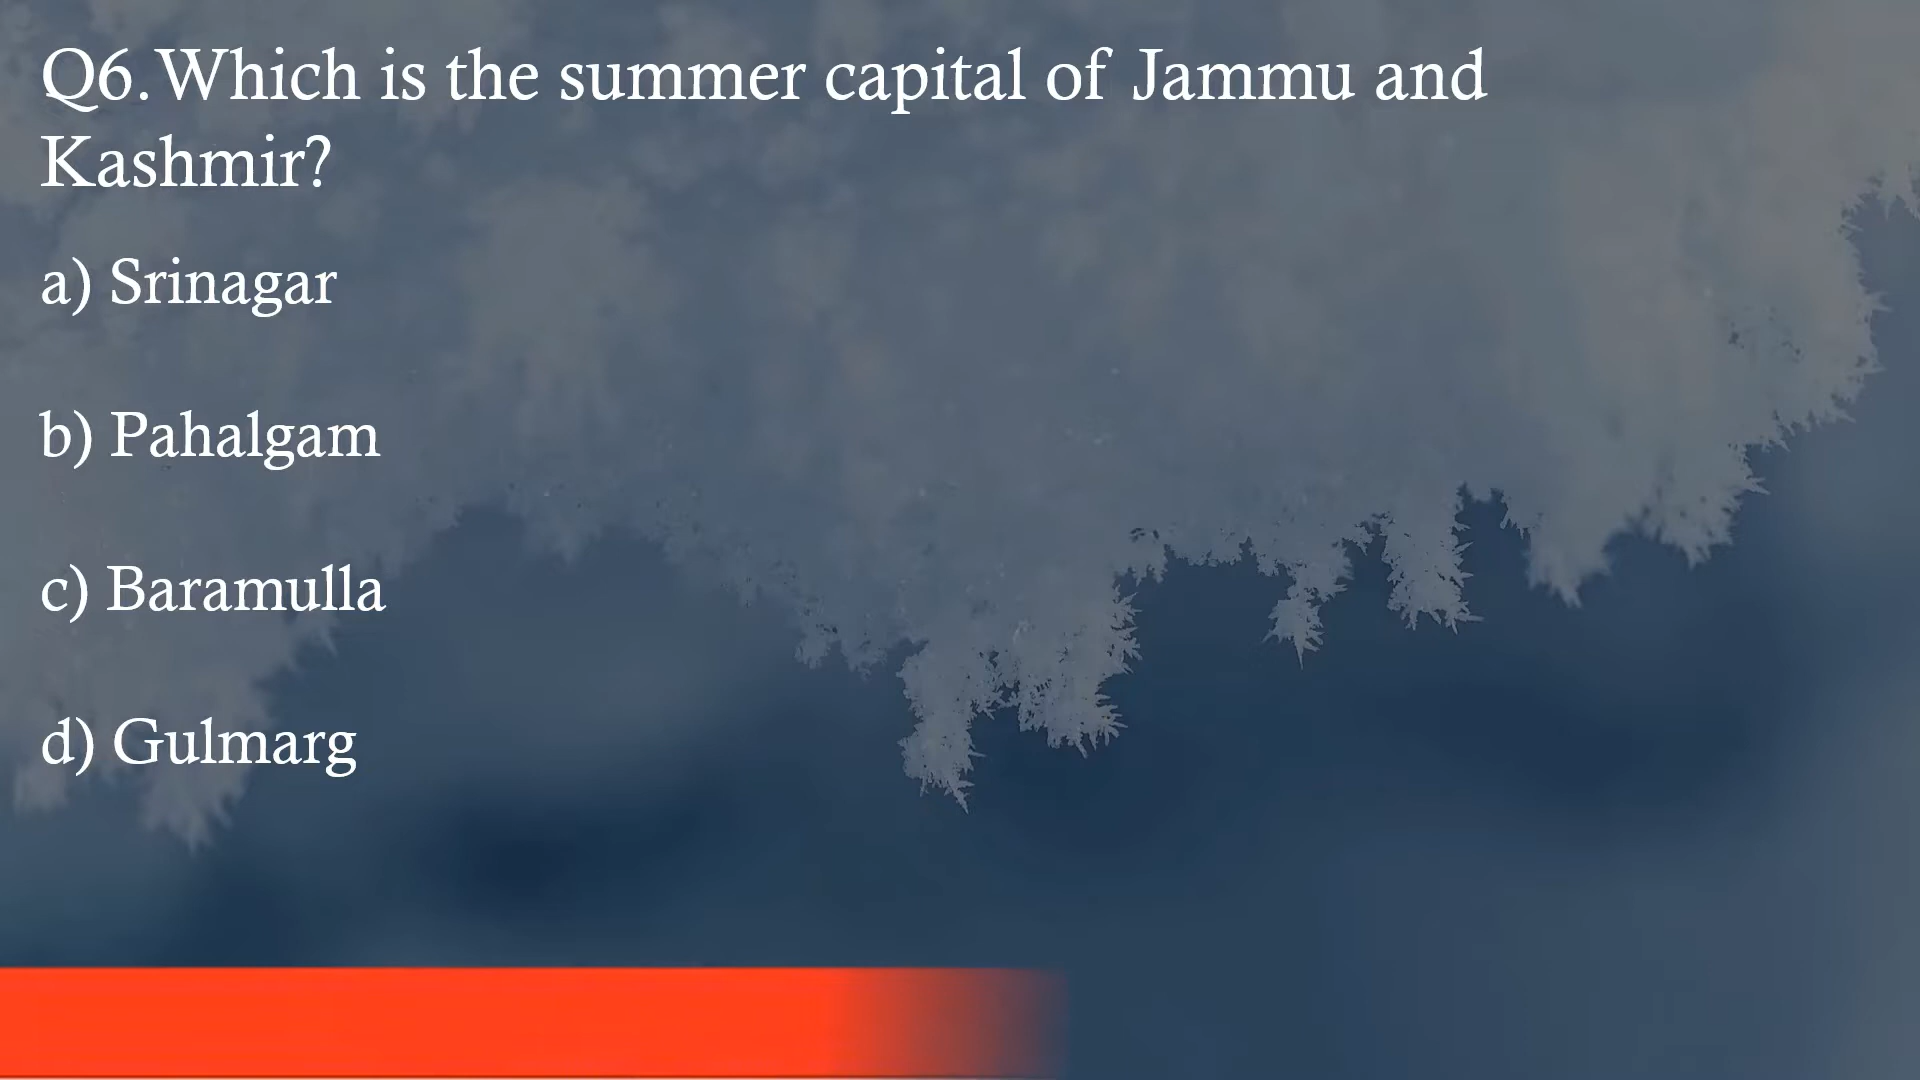 Q6.Which is the summer capital of Jammu and
Kashmir?
a) Srinagar
b) Pahalgam
c) Baramulla
d) Gulmarg